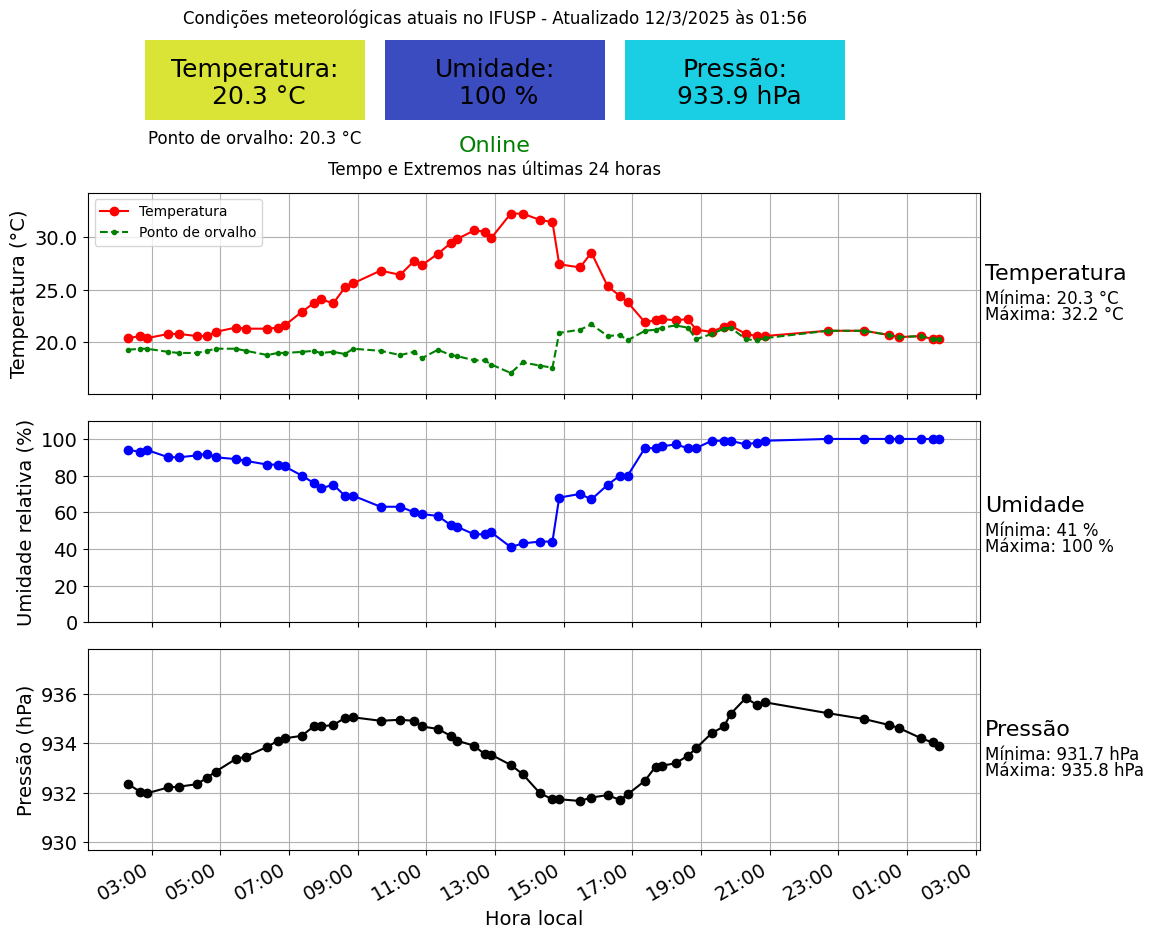 Condições meteorológicas atuais no IFUSP - Atualizado 12/3/2025 às 01:56
Temperatura:
20.3 °C
Umidade:
100 %
Pressão:
933.9 hPa
Ponto de orvalho: 20.3 °C
Online
Tempo e Extremos nas últimas 24 horas
Temperatura (°C)
30.0
25.0
20.0
Temperatura
Ponto de orvalho
Temperatura
Mínima: 20.3 °C
Máxima: 32.2 °C
Umidade relativa (%)
100
80
60
40
20
0
Umidade
Mínima: 41 %
Máxima: 100 %
Pressão (hPa)
936
934
932
930
Pressão
Mínima: 931.7 hPa
Máxima: 935.8 hPa
03:00 05:00 07:00 09:00 11:00 13:00 15:00 17:00 19:00 21:00 23:00 01:00 03:00
Hora local